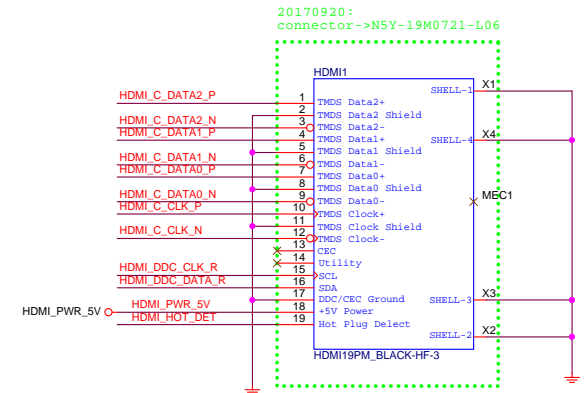 20170920:
connector->N5Y-19M0721-L06
HDMI1
SHELL-1 X1
HDMI_C_DATA2_P 1 TMDS Data2+
2 TMDS Data2 Shield
HDMI_C_DATA2_N 3 TMDS Data2-
HDMI_C_DATA1_P 4 TMDS Data1+
SHELL-4 X4
5 TMDS Data1 Shield
HDMI_C_DATA1_N 6 TMDS Data1-
HDMI_C_DATA0_P 7 TMDS Data0+
8 TMDS Data0 Shield
HDMI_C_DATA0_N 9 TMDS Data0-
MEC1
HDMI_C_CLK_P 10 TMDS Clock+
11 TMDS Clock Shield
HDMI_C_CLK_N 12 TMDS Clock-
13 CEC
14 Utility
HDMI_DDC_CLK_R 15 SCL
HDMI_DDC_DATA_R 16 SDA
17 DDC/CEC Ground
SHELL-3 X3
HDMI_PWR_5V HDMI_PWR_5V 18 +5V Power
HDMI_HOT_DET 19 Hot Plug Delect
SHELL-2 X2
HDMI19PM_BLACK-HF-3